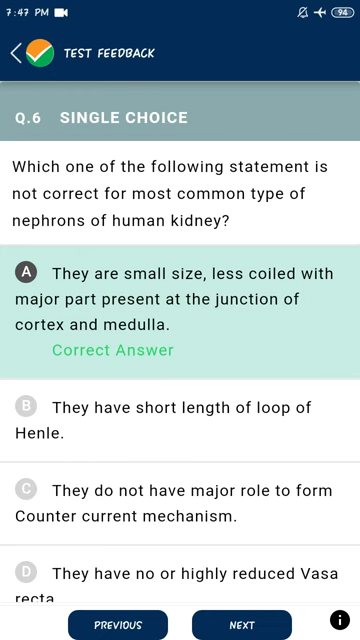 7:47 PM
94
TEST FEEDBACK
Q.6 SINGLE CHOICE
Which one of the following statement is
not correct for most common type of
nephrons of human kidney?
A They are small size, less coiled with
major part present at the junction of
cortex and medulla.
Correct Answer
B They have short length of loop of
Henle.
C They do not have major role to form
Counter current mechanism.
D They have no or highly reduced Vasa
recta
PREVIOUS NEXT